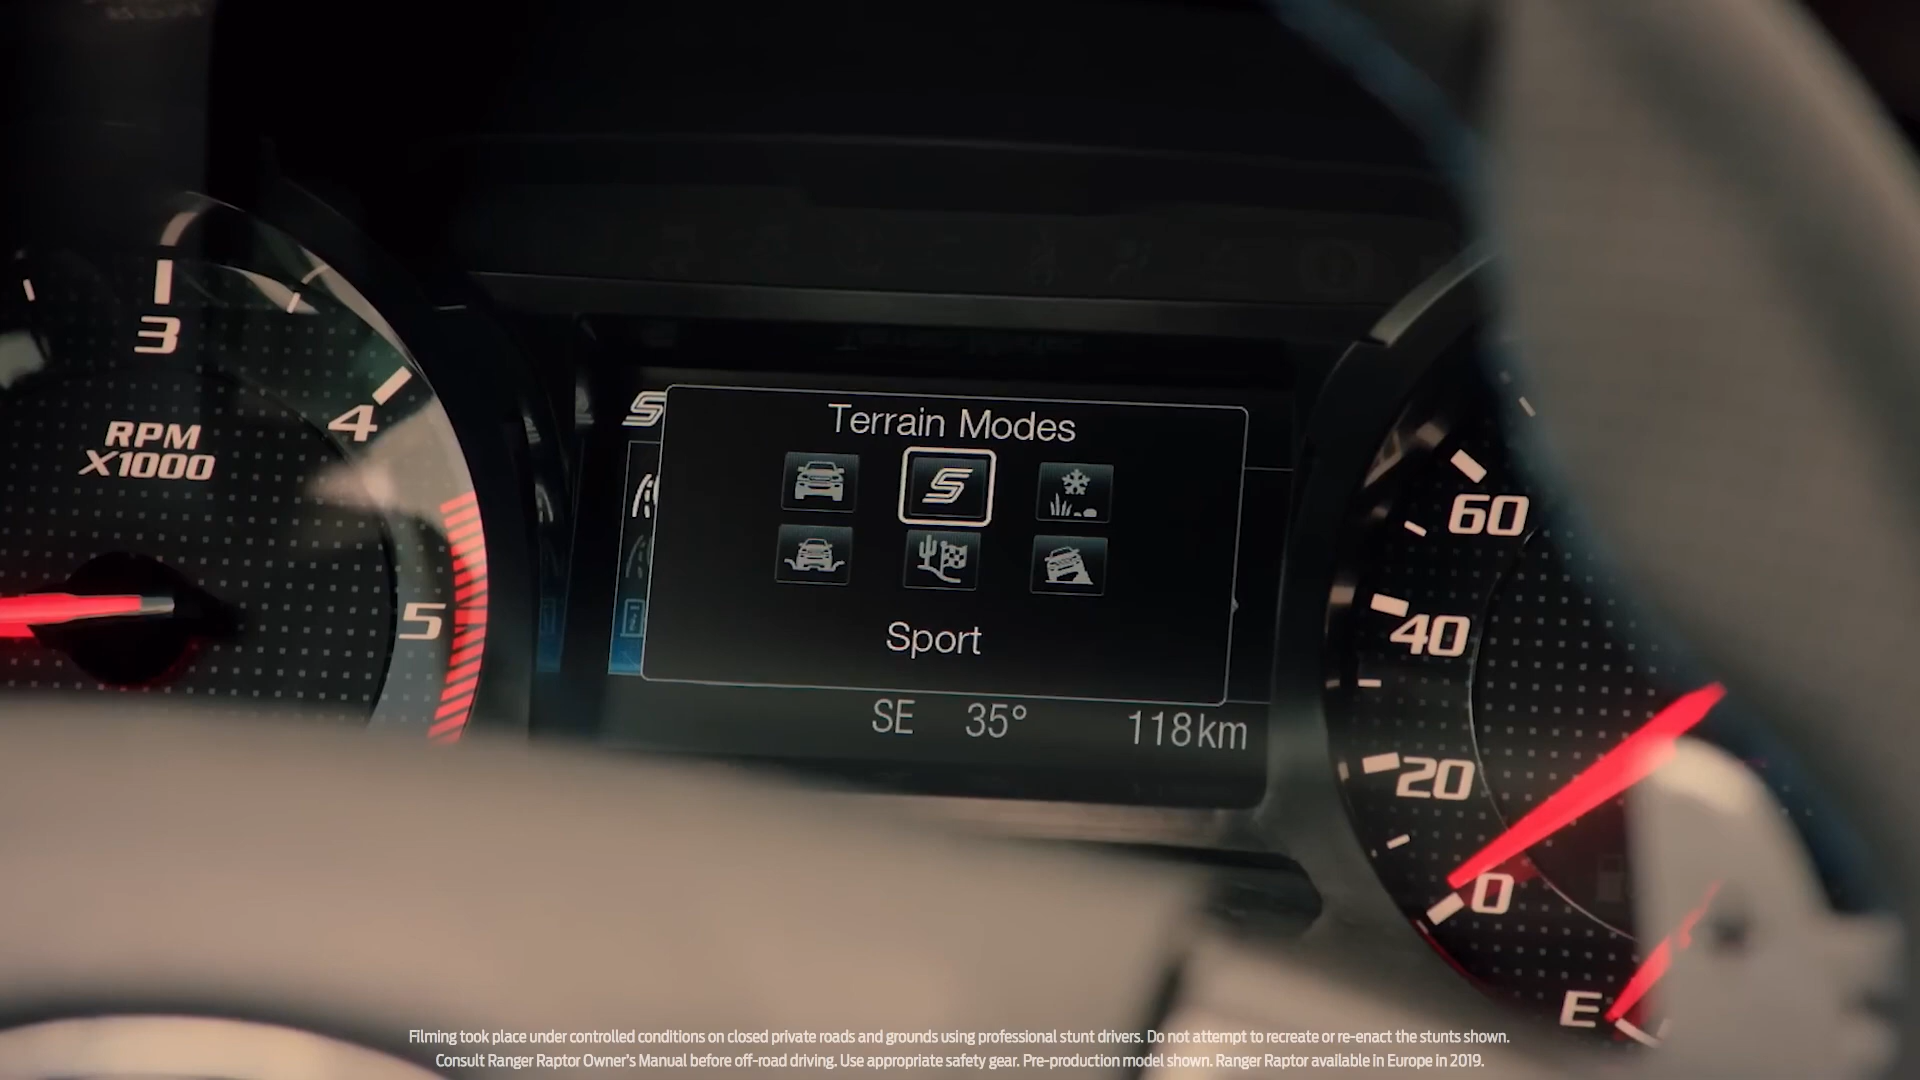 3
4
RPM
X1000
5
Terrain Modes
S
S
Sport
SE 35° 118km
60
40
20
0
E
Filming took place under controlled conditions on closed private roads and grounds using professional stunt drivers. Do not attempt to recreate or re-enact the stunts shown.
Consult Ranger Raptor Owner's Manual before off-road driving. Use appropriate safety gear. Pre-production model shown. Ranger Raptor available in Europe in 2019.